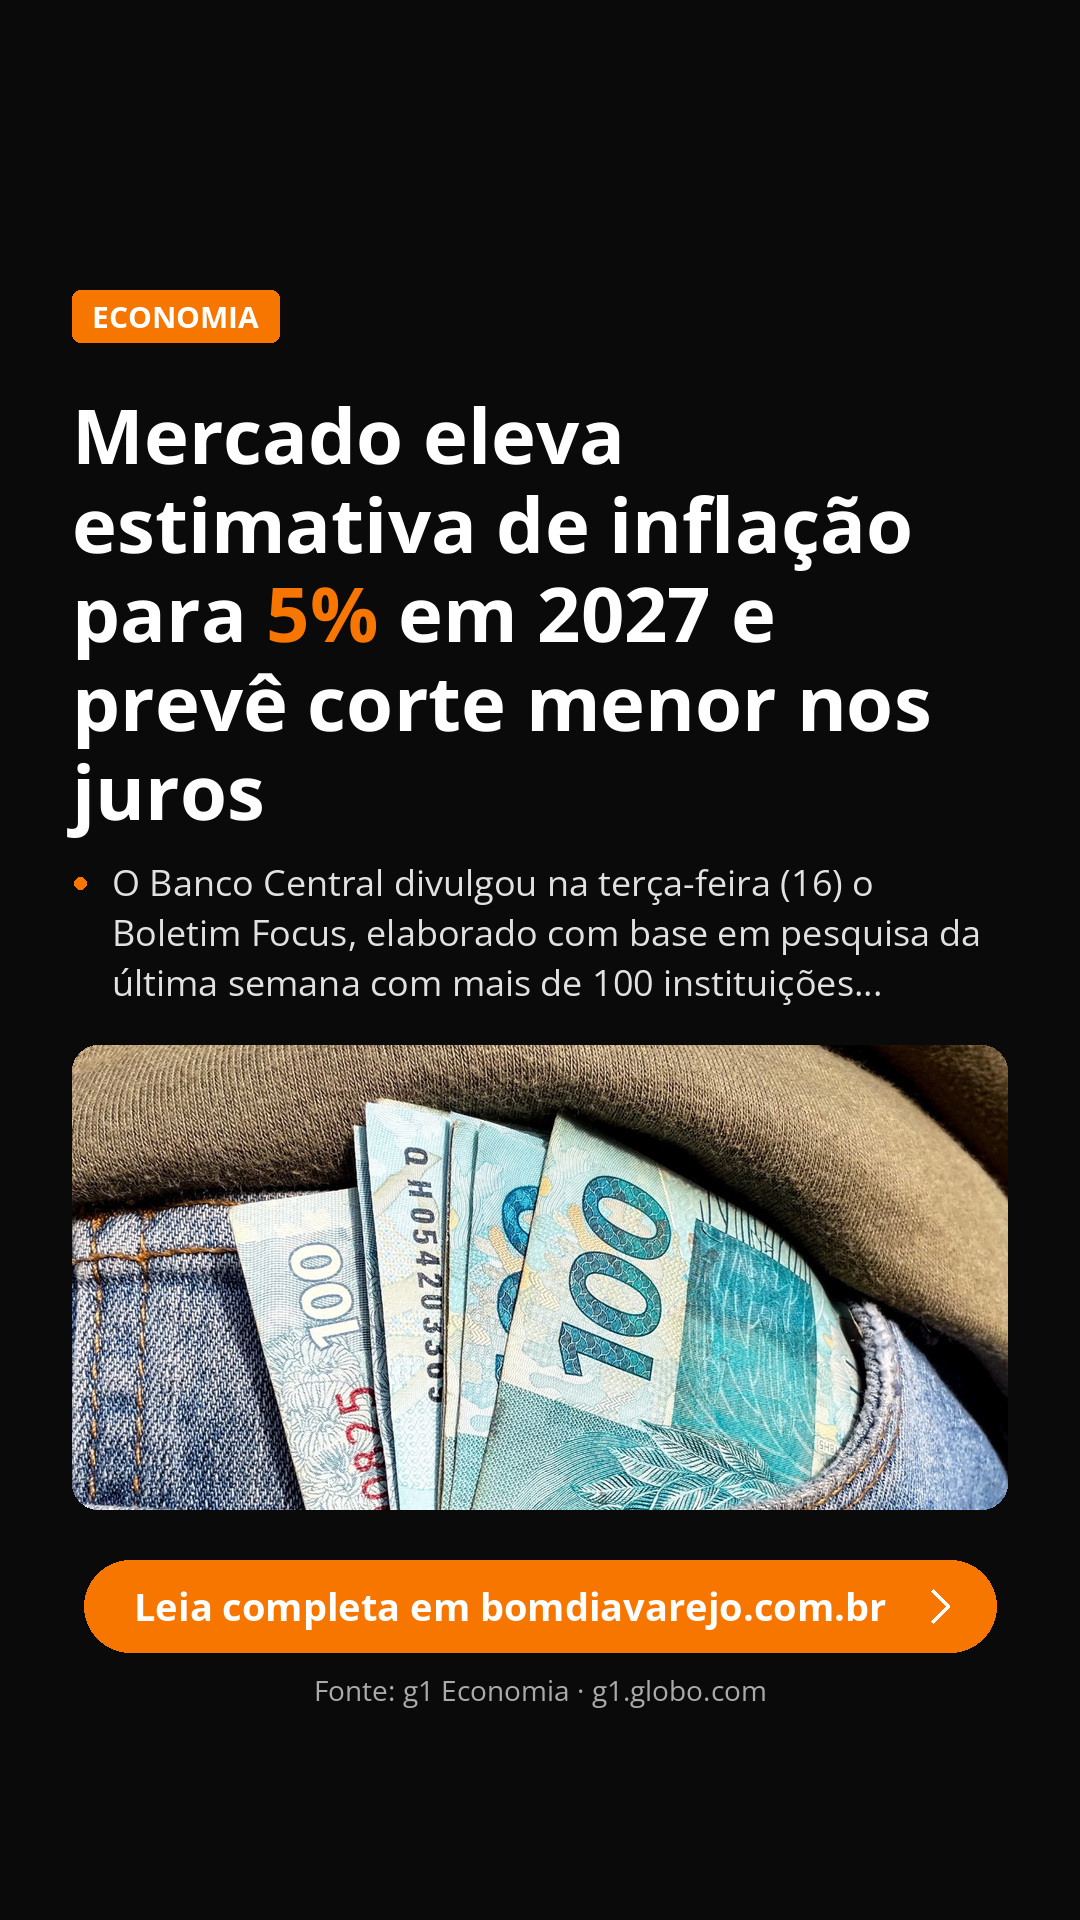 ECONOMIA
Mercado eleva
estimativa de inflação
para 5% em 2027 e
prevê corte menor nos
juros
O Banco Central divulgou na terça-feira (16) o
Boletim Focus, elaborado com base em pesquisa da
última semana com mais de 100 instituições...
100
100
Leia completa em bomdiavarejo.com.br
Fonte: g1 Economia · g1.globo.com